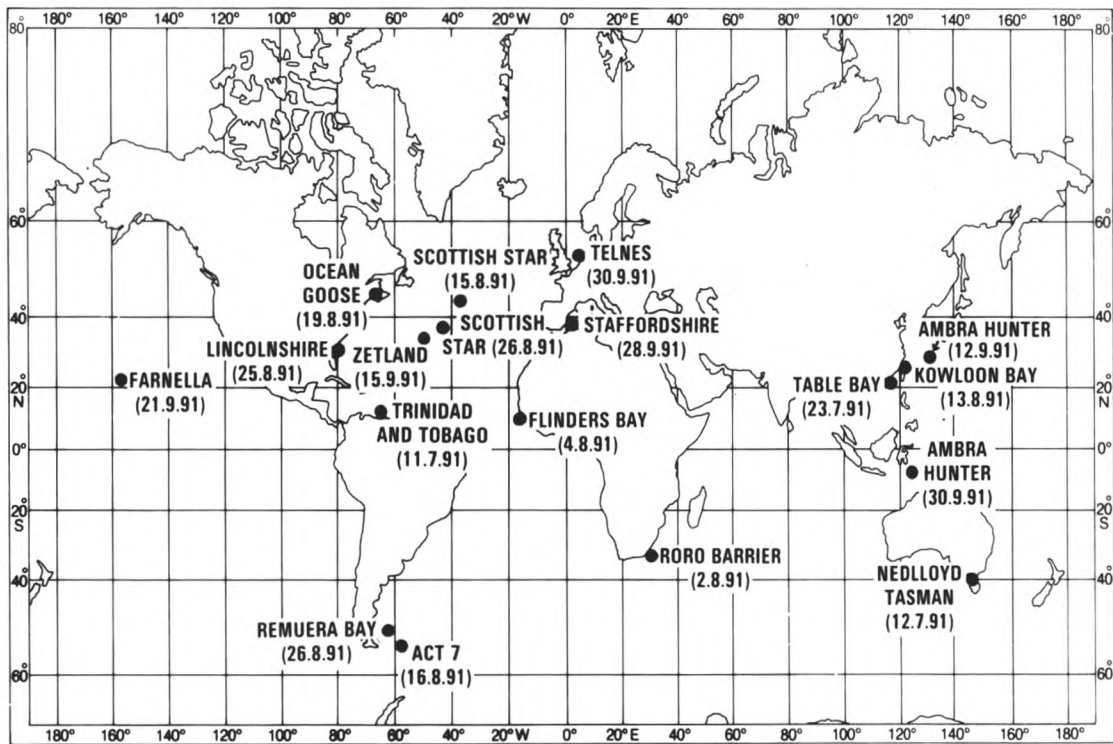 180° 160° 140° 120° 100° 80° 60° 40° 20°W 0° 20°E 40° 60° 80° 100° 120° 140° 160° 180°
80° 80°
60° 60°
SCOTTISH STAR
(15.8.91)
TELNES
(30.9.91)
OCEAN
GOOSE
(19.8.91)
40° 40°
SCOTTISH
STAR (26.8.91)
STAFFORDSHIRE
(28.9.91)
AMBRA HUNTER
(12.9.91)
LINCOLNSHIRE
(25.8.91)
ZETLAND
(15.9.91)
KOWLOON BAY
(13.8.91)
TABLE BAY
(23.7.91)
20° 20°
N N
FARNELLA
(21.9.91)
TRINIDAD
AND TOBAGO
(11.7.91)
FLINDERS BAY
(4.8.91)
0° 0°
AMBRA
HUNTER
(30.9.91)
20° 20°
S S
RORO BARRIER
(2.8.91)
40° 40°
NEDLLOYD
TASMAN
(12.7.91)
REMUERA BAY
(26.8.91)
ACT 7
(16.8.91)
60° 60°
180° 160° 140° 120° 100° 80° 60° 40° 20°W 0° 20°E 40° 60° 80° 100° 120° 140° 160° 180°